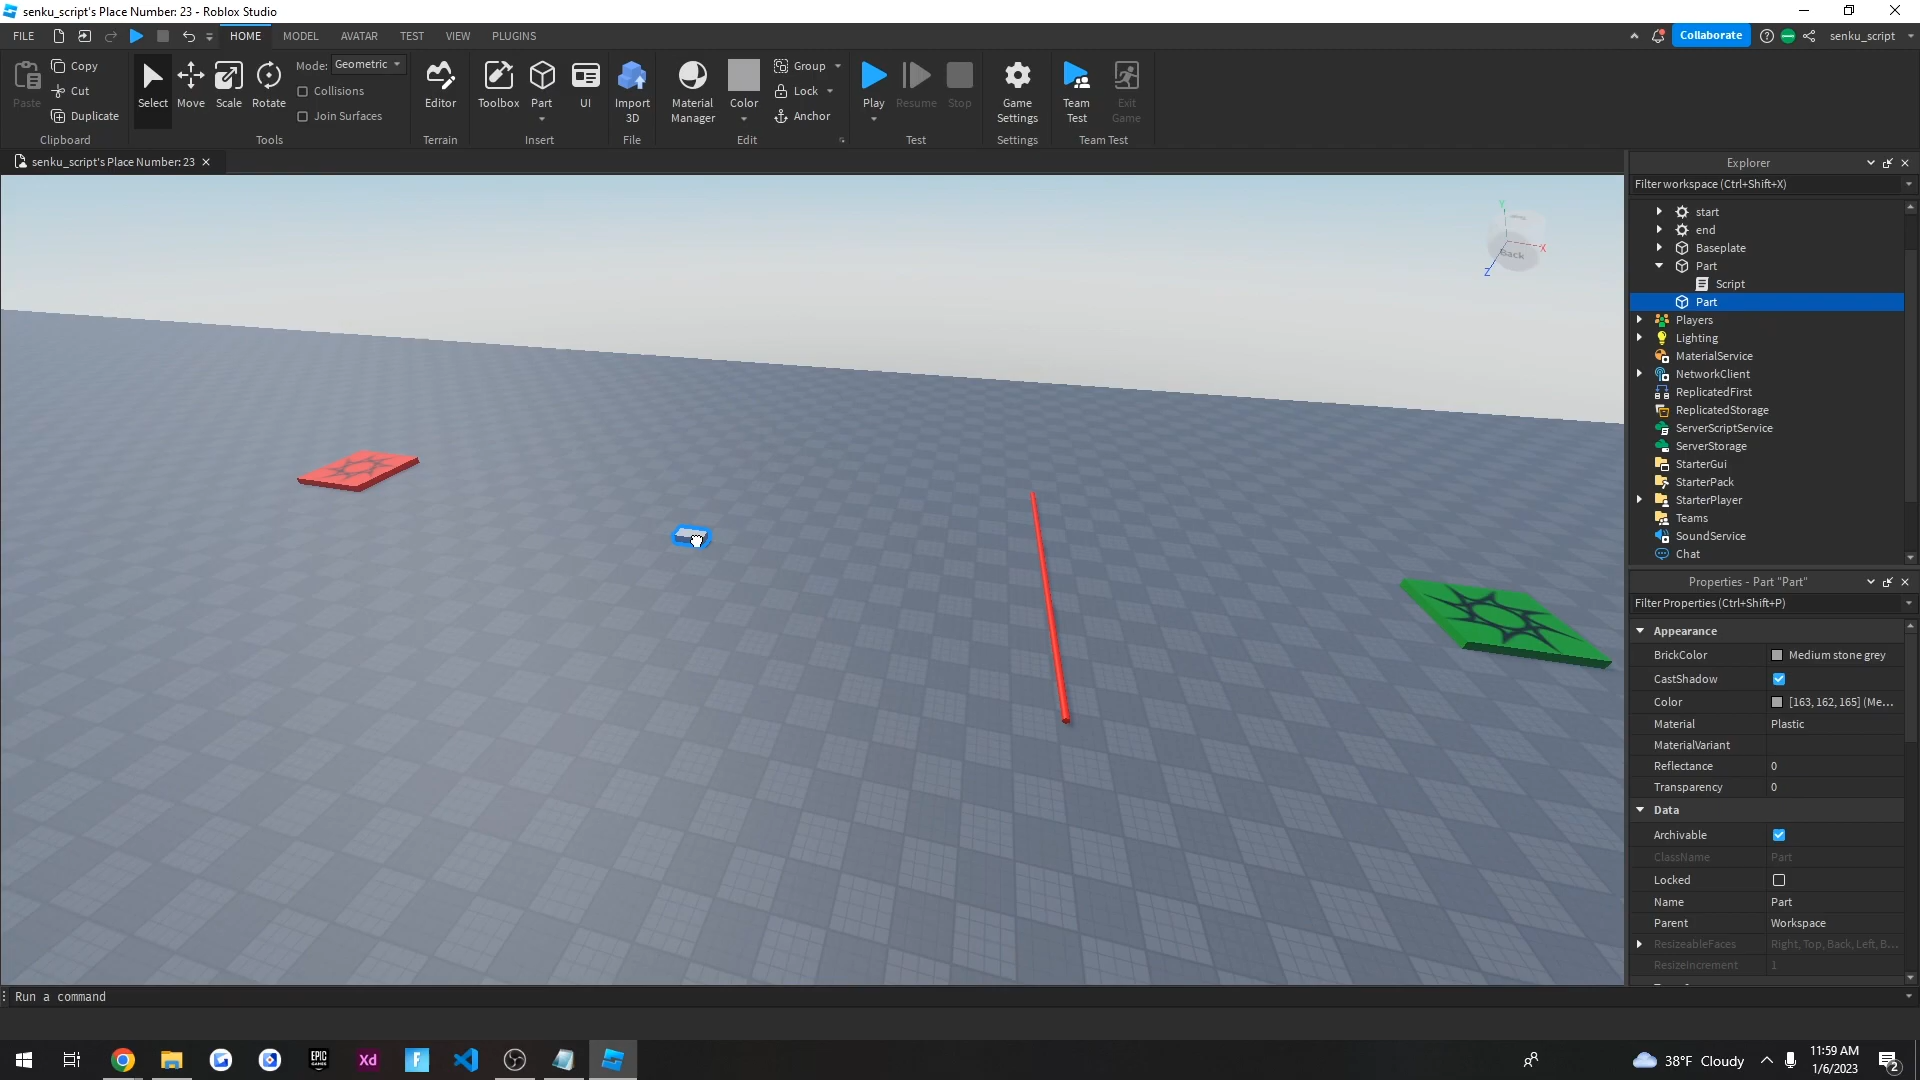 senku_script's Place Number: 23 - Roblox Studio
FILE HOME MODEL AVATAR TEST VIEW PLUGINS Collaborate senku_script
Paste Copy Cut Duplicate Clipboard
Select Move Scale Rotate Mode: Geometric Collisions Join Surfaces Tools
Editor Terrain
Toolbox Part UI Insert
Import 3D File
Material Manager Color Group Lock Anchor Edit
Play Resume Stop Test
Game Settings Settings
Team Test Exit Game Team Test
senku_script's Place Number: 23
Y
X
Z
Back
Explorer
Filter workspace (Ctrl+Shift+X)
start
end
Baseplate
Part
Script
Part
Players
Lighting
MaterialService
NetworkClient
ReplicatedFirst
ReplicatedStorage
ServerScriptService
ServerStorage
StarterGui
StarterPack
StarterPlayer
Teams
SoundService
Chat
Properties - Part "Part"
Filter Properties (Ctrl+Shift+P)
Appearance
BrickColor Medium stone grey
CastShadow
Color [163, 162, 165] (Me...
Material Plastic
MaterialVariant
Reflectance 0
Transparency 0
Data
Archivable
ClassName Part
Locked
Name Part
Parent Workspace
ResizeableFaces Right, Top, Back, Left, B...
ResizeIncrement 1
Run a command
EPIC GAMES Xd
38°F Cloudy
11:59 AM
1/6/2023
2